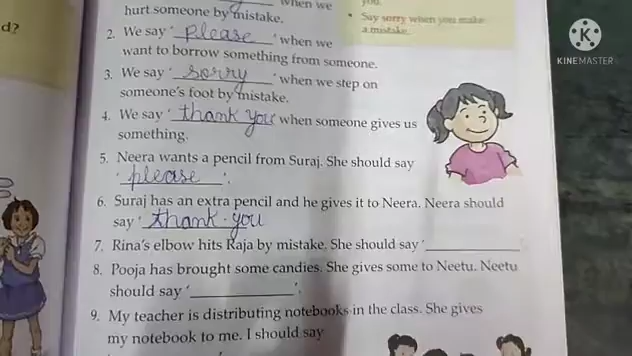 when we
you.
hurt someone by mistake.
• Say sorry when you make
a mistake.
d?
2. We say ' please ' when we
want to borrow something from someone.
3. We say ' sorry ' when we step on
someone's foot by mistake.
4. We say ' thank you when someone gives us
something.
5. Neera wants a pencil from Suraj. She should say
' please '.
6. Suraj has an extra pencil and he gives it to Neera. Neera should
say ' thank you
7. Rina's elbow hits Raja by mistake. She should say '____________'.
8. Pooja has brought some candies. She gives some to Neetu. Neetu
should say '____________'.
9. My teacher is distributing notebooks in the class. She gives
my notebook to me. I should say
KINEMASTER